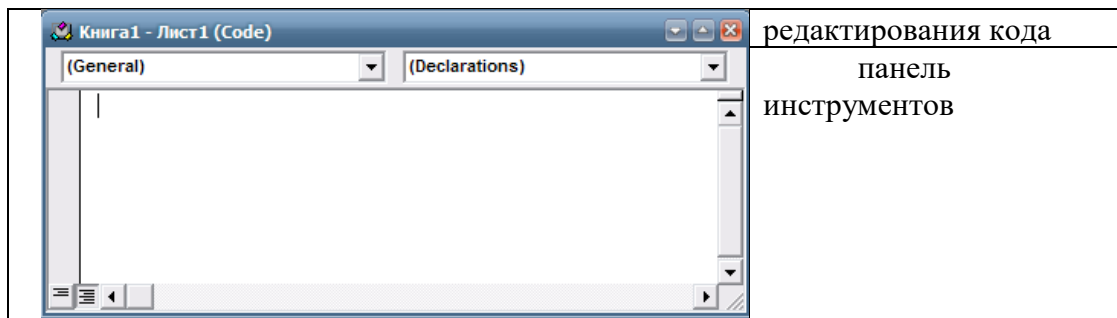 Книга1 - Лист1 (Code)
(General) (Declarations)
редактирования кода
панель
инструментов